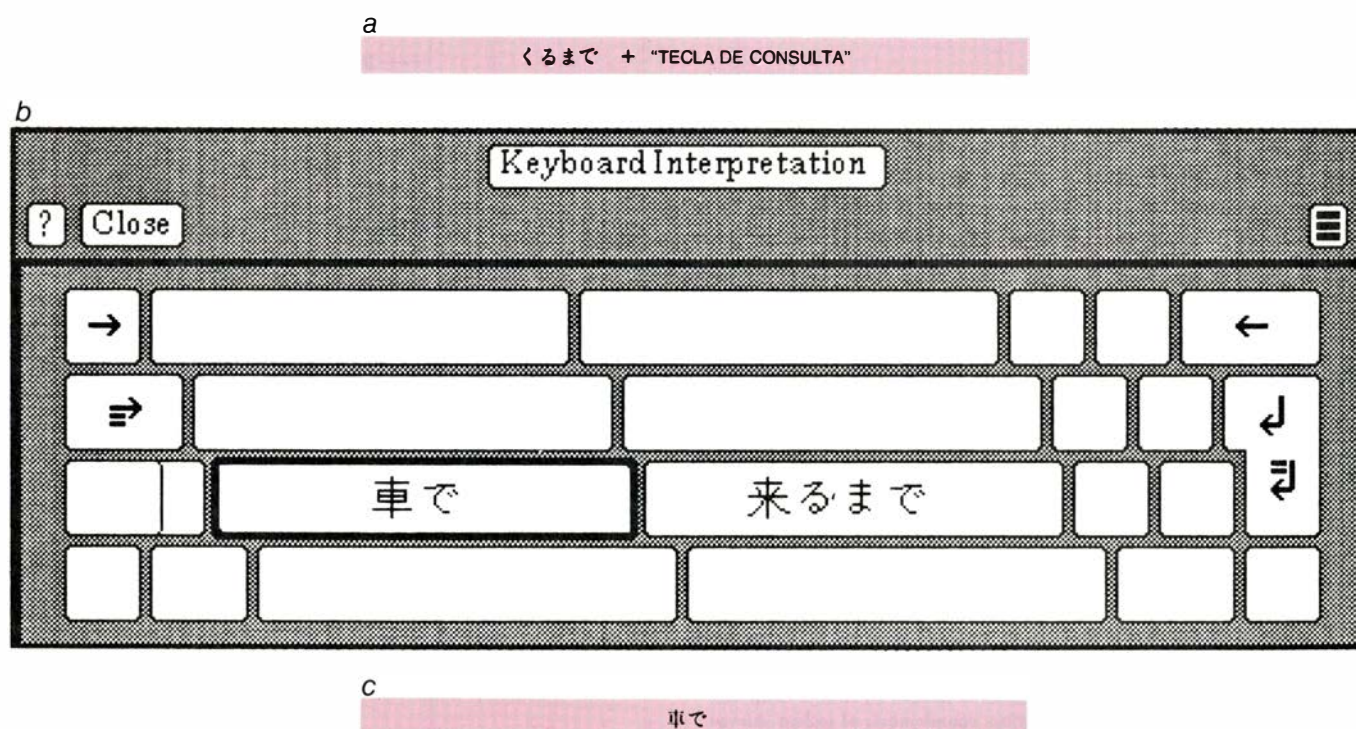 a
くるまで + "TECLA DE CONSULTA"
b
Keyboard Interpretation
? Close
→ ←
車で 来るまで
c
車で